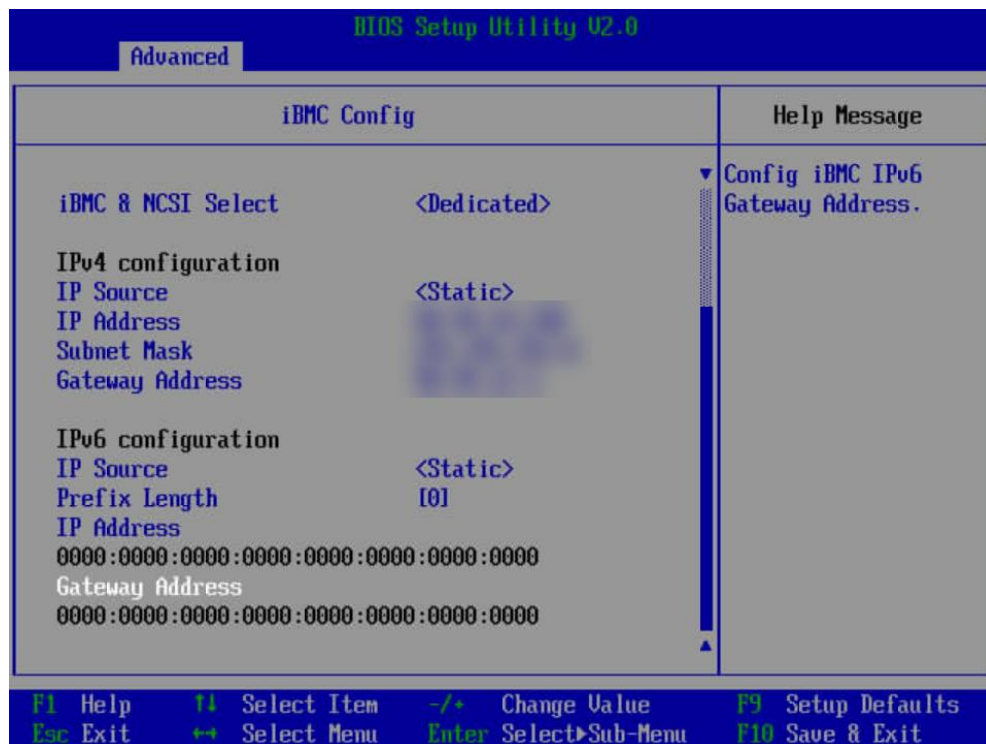 BIOS Setup Utility V2.0
Advanced
iBMC Config
Help Message
iBMC & NCSI Select <Dedicated>
IPv4 configuration
IP Source <Static>
IP Address
Subnet Mask
Gateway Address
IPv6 configuration
IP Source <Static>
Prefix Length [0]
IP Address
0000:0000:0000:0000:0000:0000:0000:0000
Gateway Address
0000:0000:0000:0000:0000:0000:0000:0000
Config iBMC IPv6
Gateway Address.
F1 Help ↑↓ Select Item -/+ Change Value F9 Setup Defaults
Esc Exit ←→ Select Menu Enter Select▶Sub-Menu F10 Save & Exit